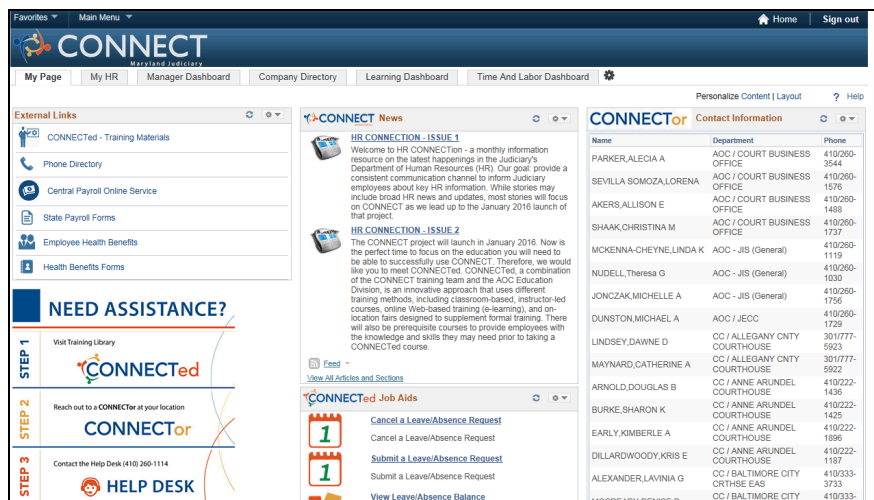 Favorites Main Menu Home Sign out
CONNECT
Maryland Judiciary
My Page My HR Manager Dashboard Company Directory Learning Dashboard Time And Labor Dashboard
Personalize Content | Layout ? Help
External Links
CONNECTed - Training Materials
Phone Directory
Central Payroll Online Service
State Payroll Forms
Employee Health Benefits
Health Benefits Forms
NEED ASSISTANCE?
STEP 1
Visit Training Library
CONNECTed
STEP 2
Reach out to a CONNECTor at your location
CONNECTor
STEP 3
Contact the Help Desk (410) 260-1114
HELP DESK
CONNECT News
HR CONNECTION - ISSUE 1
Welcome to HR CONNECTion - a monthly information
resource on the latest happenings in the Judiciary's
Department of Human Resources (HR). Our goal: provide a
consistent communication channel to inform Judiciary
employees about key HR information. While stories may
include broad HR news and updates, most stories will focus
on CONNECT as we lead up to the January 2016 launch of
that project.
HR CONNECTION - ISSUE 2
The CONNECT project will launch in January 2016. Now is
the perfect time to focus on the education you will need to
be able to successfully use CONNECT. Therefore, we would
like you to meet CONNECTed. CONNECTed, a combination
of the CONNECT training team and the AOC Education
Division, is an innovative approach that uses different
training methods, including classroom-based, instructor-led
courses, online Web-based training (e-learning), and on-
location fairs designed to supplement formal training. There
will also be prerequisite courses to provide employees with
the knowledge and skills they may need prior to taking a
CONNECTed course.
Feed
View All Articles and Sections
CONNECTed Job Aids
1
Cancel a Leave/Absence Request
Cancel a Leave/Absence Request
1
Submit a Leave/Absence Request
Submit a Leave/Absence Request
View Leave/Absence Balance
CONNECTor Contact Information
Name Department Phone
PARKER,ALECIA A AOC / COURT BUSINESS OFFICE 410/260-3544
SEVILLA SOMOZA,LORENA AOC / COURT BUSINESS OFFICE 410/260-1576
AKERS,ALLISON E AOC / COURT BUSINESS OFFICE 410/260-1488
SHAAK,CHRISTINA M AOC / COURT BUSINESS OFFICE 410/260-1737
MCKENNA-CHEYNE,LINDA K AOC - JIS (General) 410/260-1119
NUDELL,Theresa G AOC - JIS (General) 410/260-1030
JONCZAK,MICHELLE A AOC - JIS (General) 410/260-1756
DUNSTON,MICHAEL A AOC / JECC 410/260-1729
LINDSEY,DAWNE D CC / ALLEGANY CNTY COURTHOUSE 301/777-5923
MAYNARD,CATHERINE A CC / ALLEGANY CNTY COURTHOUSE 301/777-5922
ARNOLD,DOUGLAS B CC / ANNE ARUNDEL COURTHOUSE 410/222-1436
BURKE,SHARON K CC / ANNE ARUNDEL COURTHOUSE 410/222-1425
EARLY,KIMBERLE A CC / ANNE ARUNDEL COURTHOUSE 410/222-1896
DILLARDWOODY,KRIS E CC / ANNE ARUNDEL COURTHOUSE 410/222-1187
ALEXANDER,LAVINIA G CC / BALTIMORE CITY CRTHSE EAS 410/333-3733
CC / BALTIMORE CITY 410/333-